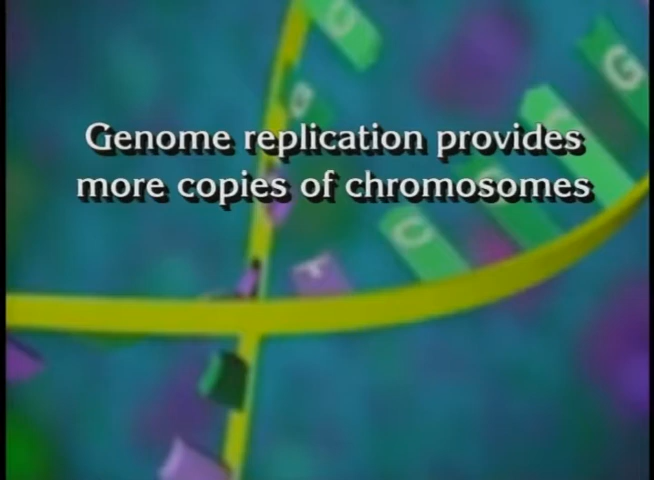 Genome replication provides
more copies of chromosomes
G